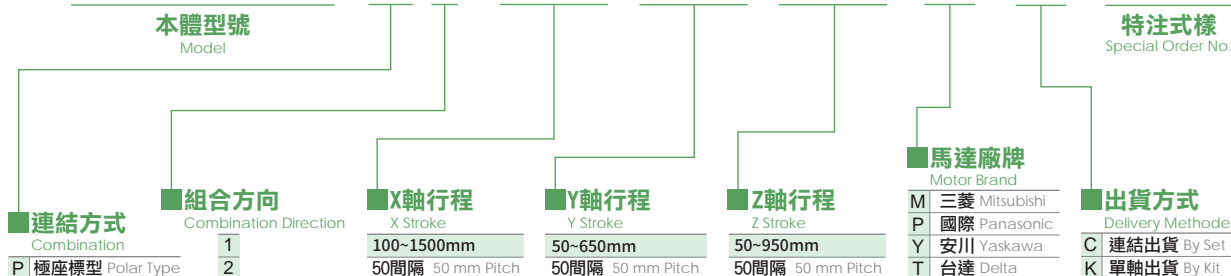 本體型號
Model
特注式樣
Special Order No.
連結方式
Combination
P 極座標型 Polar Type
組合方向
Combination Direction
1
2
X軸行程
X Stroke
100~1500mm
50間隔 50 mm Pitch
Y軸行程
Y Stroke
50~650mm
50間隔 50 mm Pitch
Z軸行程
Z Stroke
50~950mm
50間隔 50 mm Pitch
馬達廠牌
Motor Brand
M 三菱 Mitsubishi
P 國際 Panasonic
Y 安川 Yaskawa
T 台達 Delta
出貨方式
Delivery Methode
C 連結出貨 By Set
K 單軸出貨 By Kit